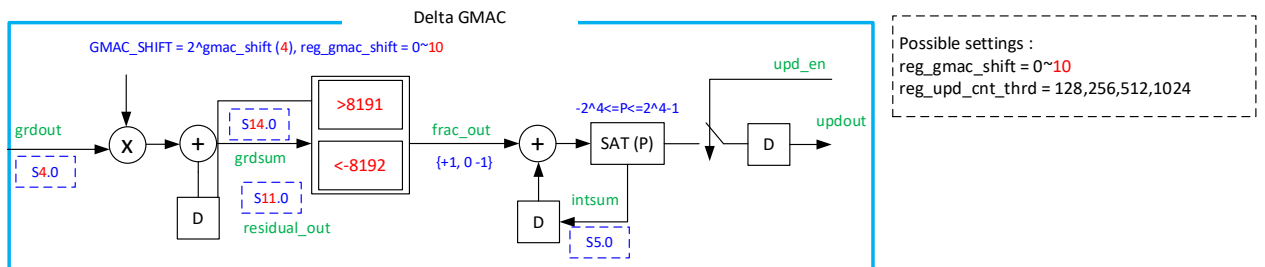 Delta GMAC
GMAC_SHIFT = 2^gmac_shift (4), reg_gmac_shift = 0~10
Possible settings :
reg_gmac_shift = 0~10
reg_upd_cnt_thrd = 128,256,512,1024
upd_en
>8191
-2^4<=P<=2^4-1
grdout
S14.0
frac_out
updout
X
+
+
SAT (P)
D
grdsum
<-8192
{+1, 0 -1}
S4.0
S11.0
intsum
D
D
residual_out
S5.0